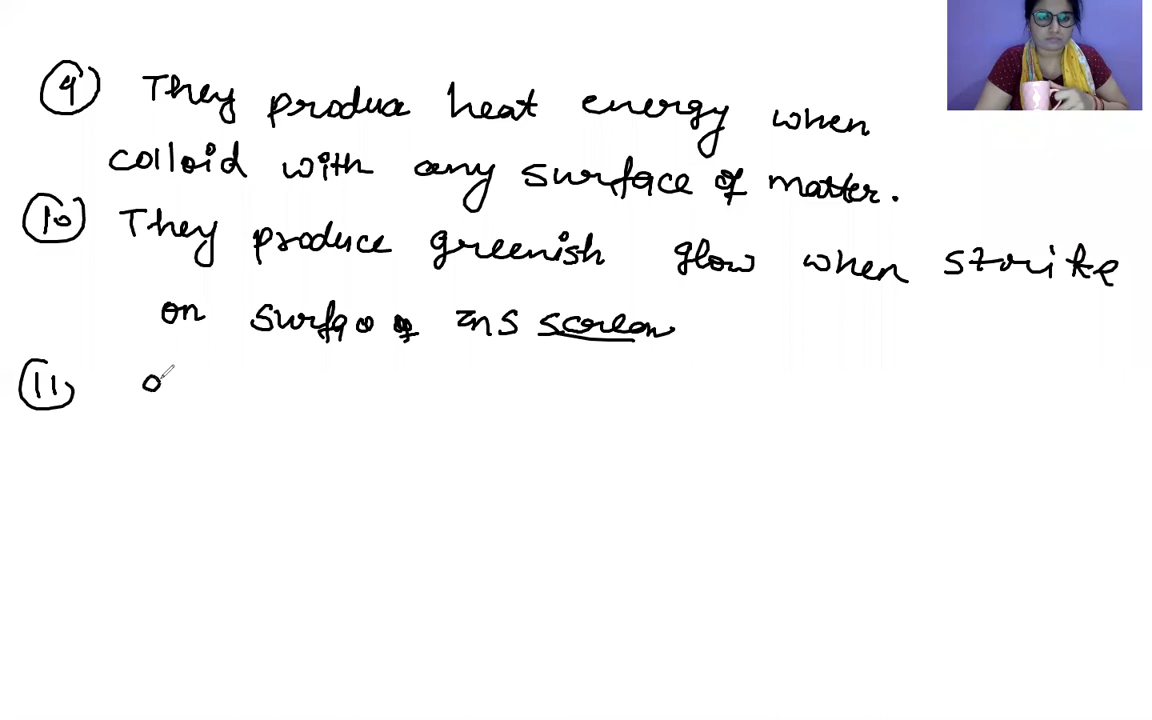 9 They produce heat energy when
colloid with any surface of matter.
10 They produce greenish glow when strike
on surface of ZnS screen
11